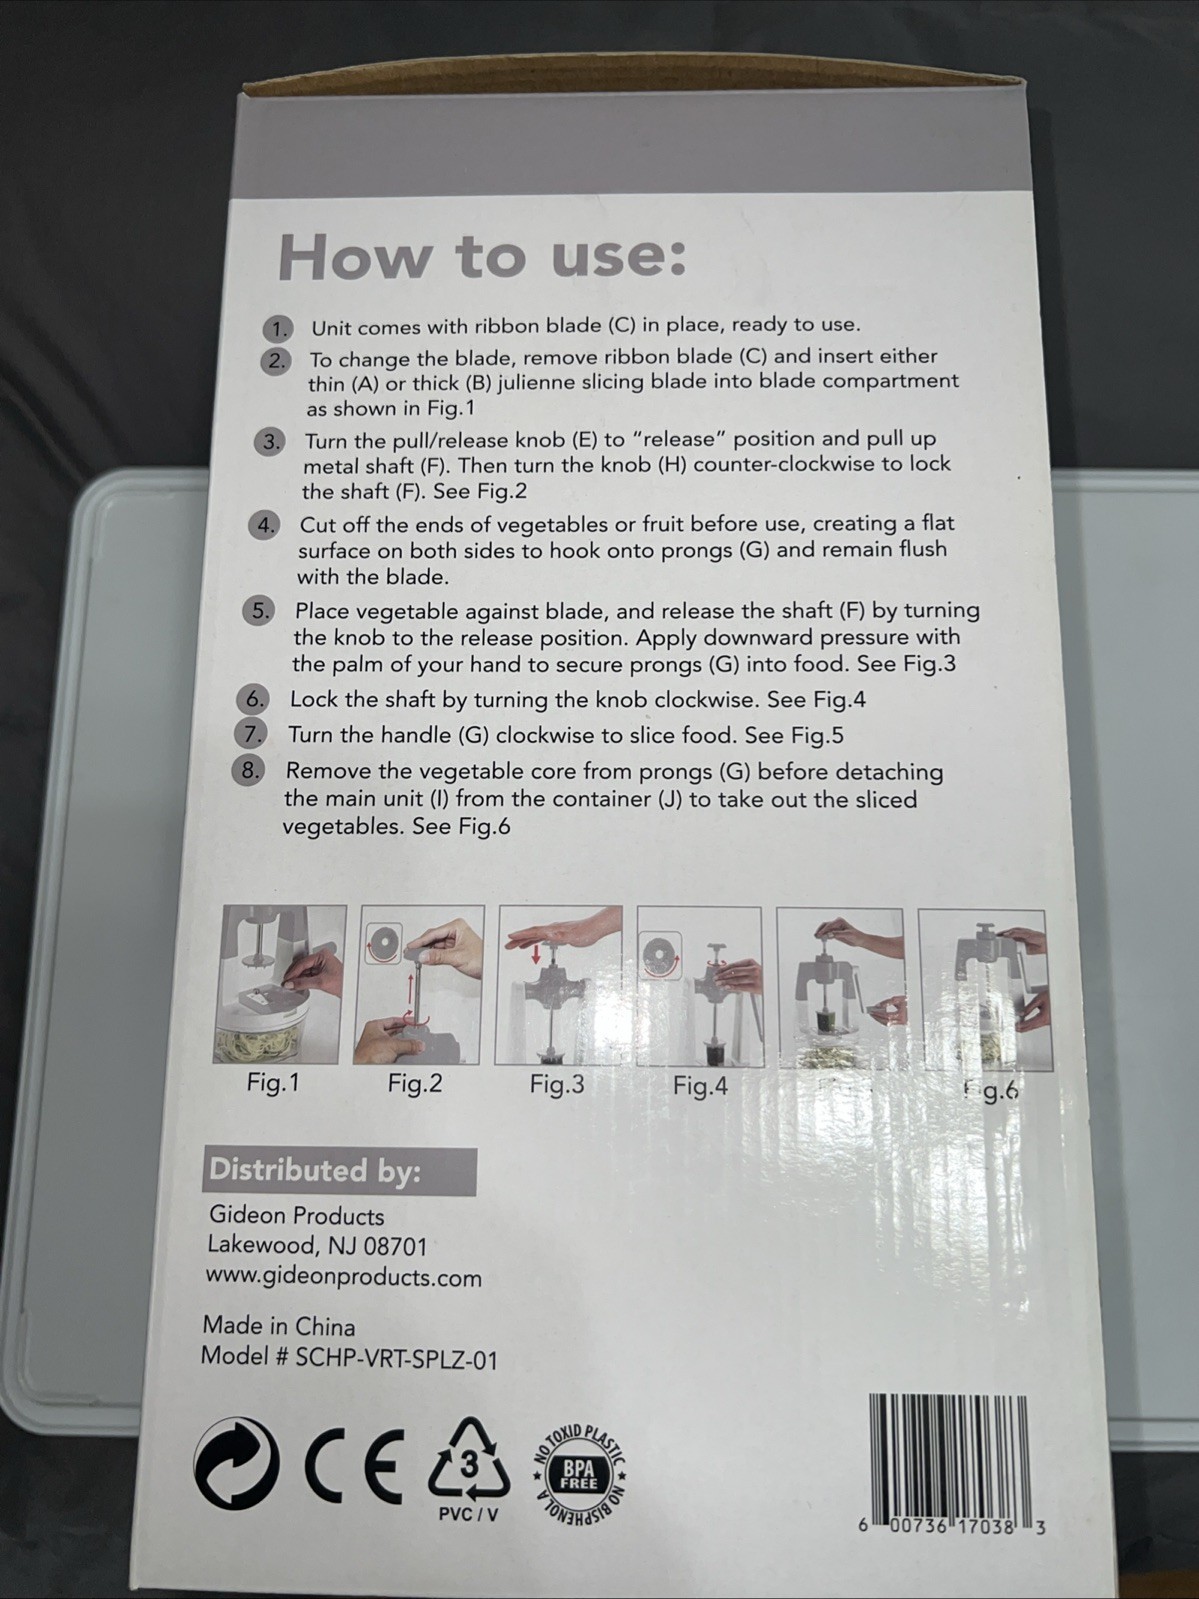 How to use:
1. Unit comes with ribbon blade (C) in place, ready to use.
2. To change the blade, remove ribbon blade (C) and insert either
thin (A) or thick (B) julienne slicing blade into blade compartment
as shown in Fig.1
3. Turn the pull/release knob (E) to “release” position and pull up
metal shaft (F). Then turn the knob (H) counter-clockwise to lock
the shaft (F). See Fig.2
4. Cut off the ends of vegetables or fruit before use, creating a flat
surface on both sides to hook onto prongs (G) and remain flush
with the blade.
5. Place vegetable against blade, and release the shaft (F) by turning
the knob to the release position. Apply downward pressure with
the palm of your hand to secure prongs (G) into food. See Fig.3
6. Lock the shaft by turning the knob clockwise. See Fig.4
7. Turn the handle (G) clockwise to slice food. See Fig.5
8. Remove the vegetable core from prongs (G) before detaching
the main unit (I) from the container (J) to take out the sliced
vegetables. See Fig.6
Fig.1 Fig.2 Fig.3 Fig.4 Fig.6
Distributed by:
Gideon Products
Lakewood, NJ 08701
www.gideonproducts.com
Made in China
Model # SCHP-VRT-SPLZ-01
CE
3
PVC / V
NO TOXID PLASTIC
BPA
FREE
NO BISPHENOL A
6 00736 17038 3